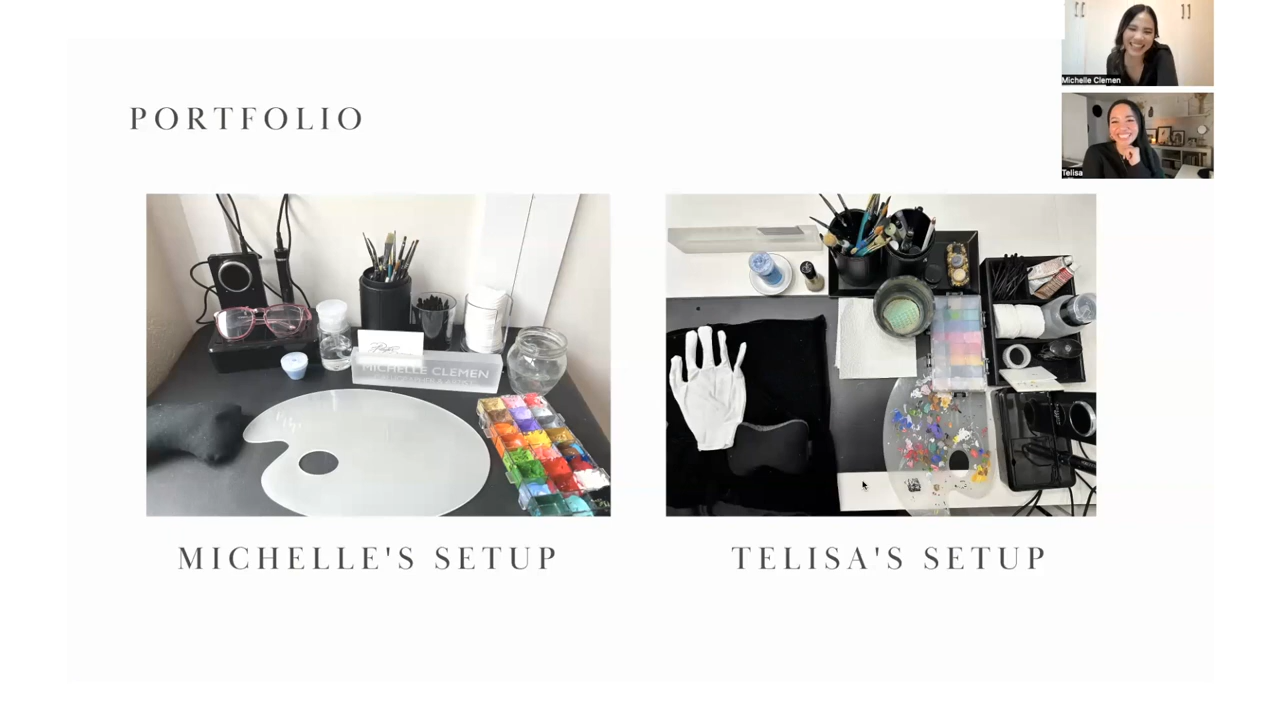 Michelle Clemen
PORTFOLIO
Telisa
MICHELLE CLEMEN
MICHELLE'S SETUP
TELISA'S SETUP